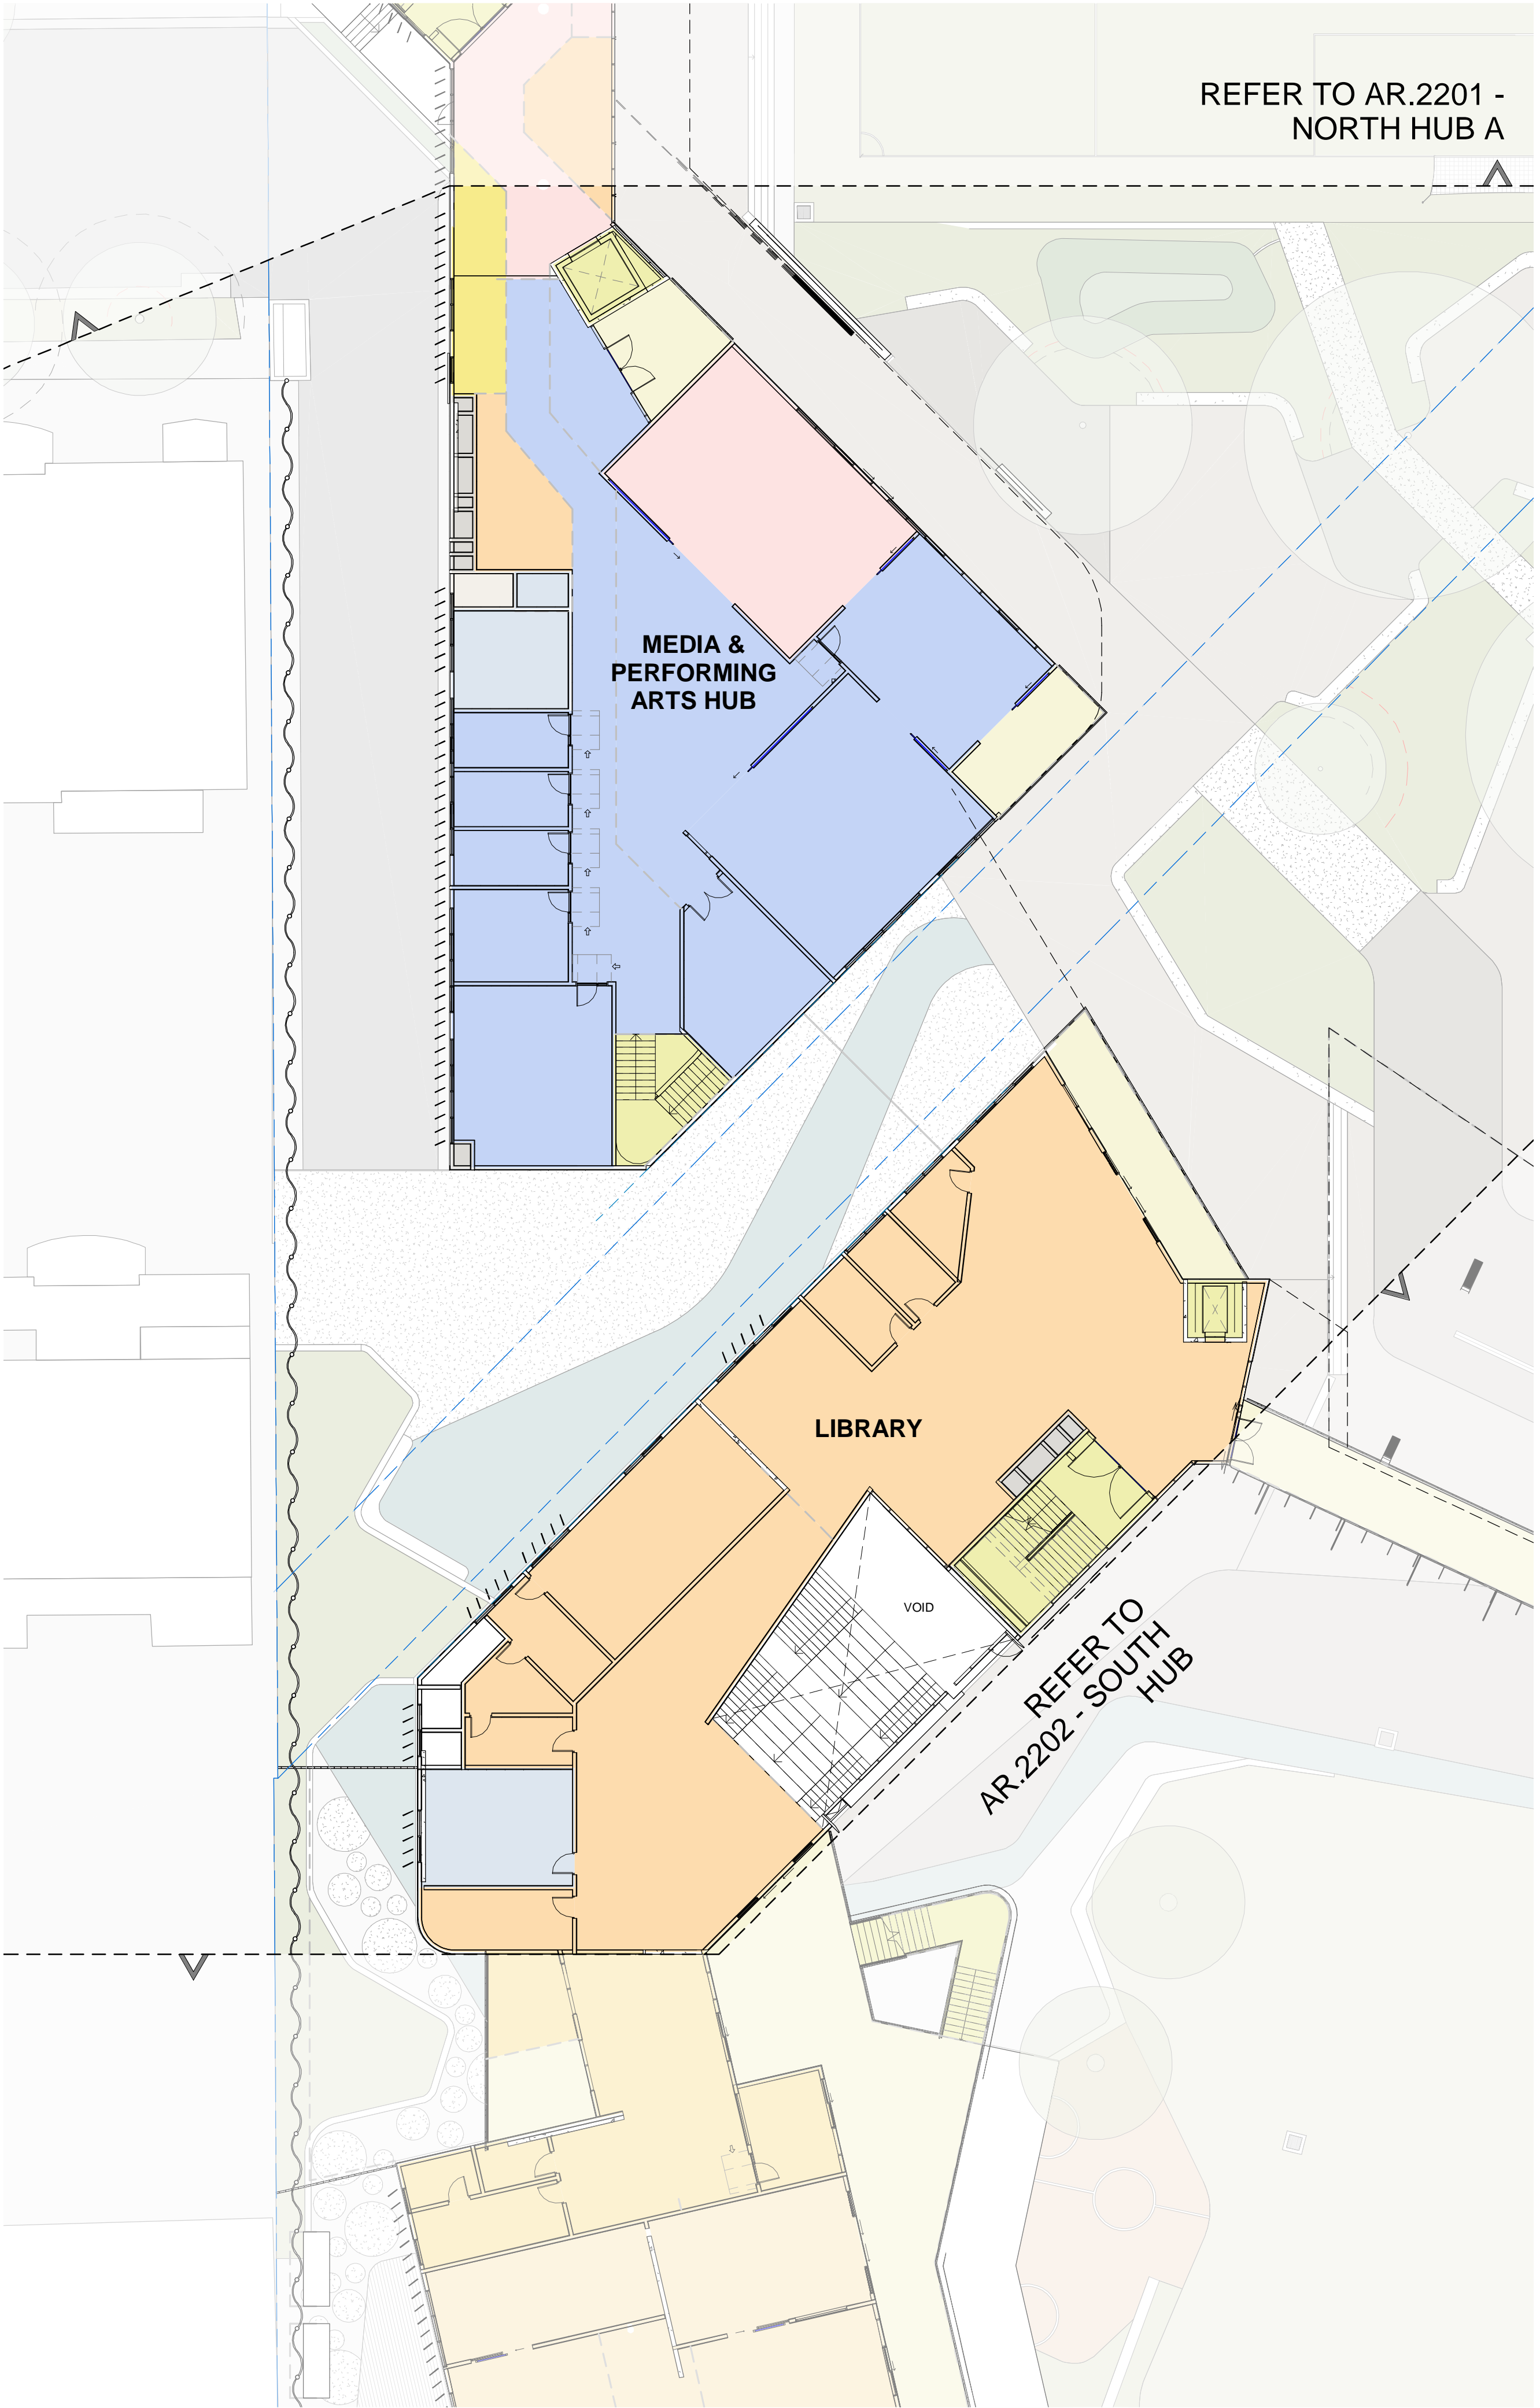 REFER TO AR.2201 -
NORTH HUB A
MEDIA &
PERFORMING
ARTS HUB
LIBRARY
VOID
REFER TO
AR.2202 - SOUTH
HUB